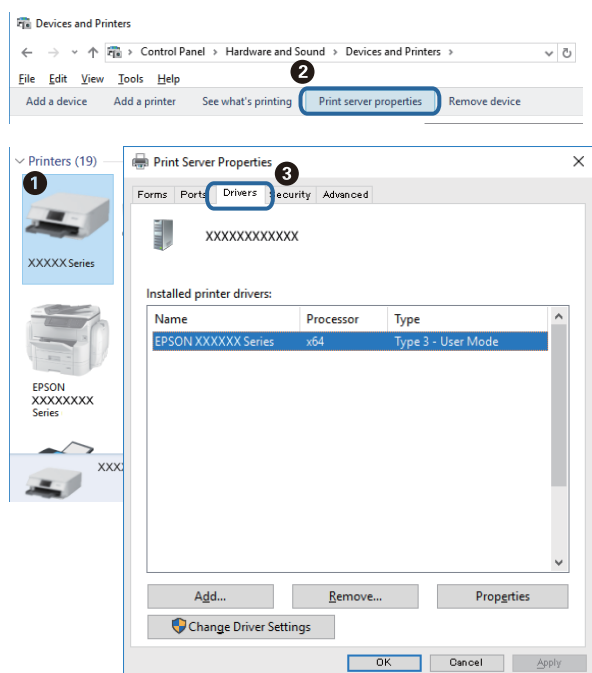 Devices and Printers
Control Panel > Hardware and Sound > Devices and Printers >
File Edit View Tools Help
2
Add a device Add a printer See what's printing Print server properties Remove device
Printers (19)
1
XXXXX Series
EPSON
XXXXXXXX
Series
XXX
Print Server Properties
3
Forms Ports Drivers Security Advanced
XXXXXXXXXXXX
Installed printer drivers:
Name Processor Type
EPSON XXXXXX Series x64 Type 3 - User Mode
Add... Remove... Properties
Change Driver Settings
OK Cancel Apply